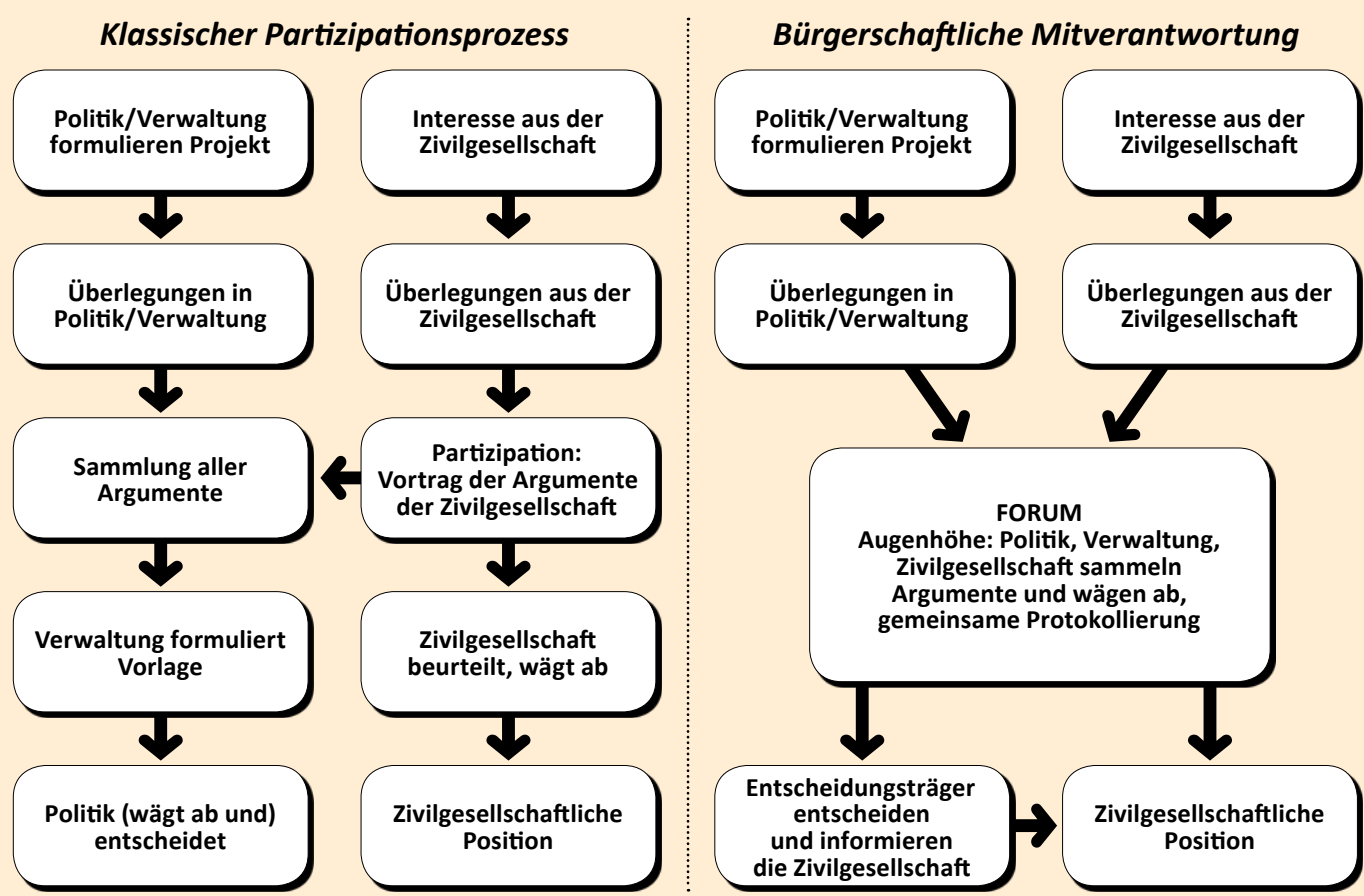 Klassischer Partizipationsprozess
Politik/Verwaltung
formulieren Projekt
Interesse aus der
Zivilgesellschaft
Überlegungen in
Politik/Verwaltung
Überlegungen aus der
Zivilgesellschaft
Sammlung aller
Argumente
Partizipation:
Vortrag der Argumente
der Zivilgesellschaft
Verwaltung formuliert
Vorlage
Zivilgesellschaft
beurteilt, wägt ab
Politik (wägt ab und)
entscheidet
Zivilgesellschaftliche
Position
Bürgerschaftliche Mitverantwortung
Politik/Verwaltung
formulieren Projekt
Interesse aus der
Zivilgesellschaft
Überlegungen in
Politik/Verwaltung
Überlegungen aus der
Zivilgesellschaft
FORUM
Augenhöhe: Politik, Verwaltung,
Zivilgesellschaft sammeln
Argumente und wägen ab,
gemeinsame Protokollierung
Entscheidungsträger
entscheiden
und informieren
die Zivilgesellschaft
Zivilgesellschaftliche
Position